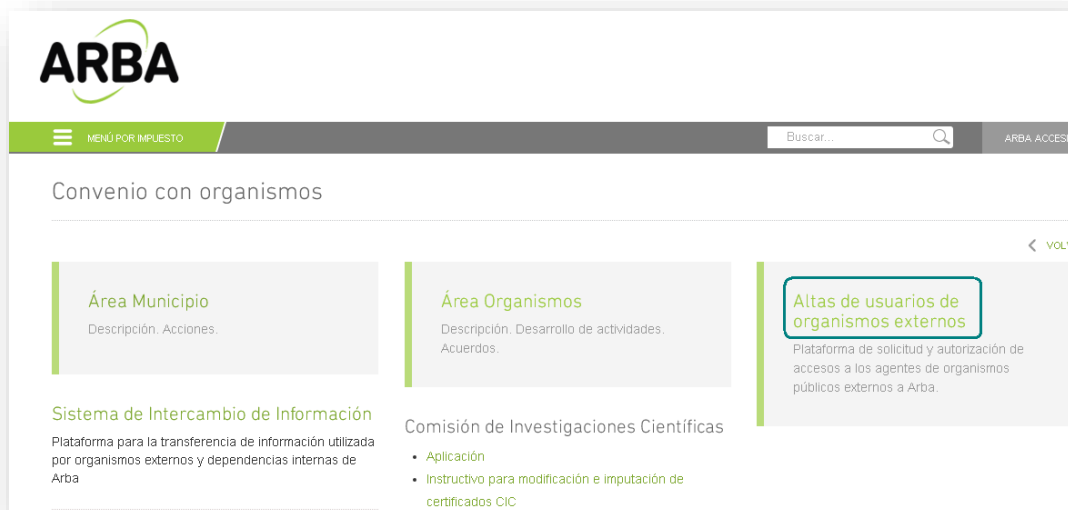 ARBA
MENÚ POR IMPUESTO
Buscar...
ARBA
Convenio con organismos
Área Municipio
Descripción. Acciones.
Sistema de Intercambio de Información
Plataforma para la transferencia de información utilizada
por organismos externos y dependencias internas de
Arba
Área Organismos
Descripción. Desarrollo de actividades.
Acuerdos.
Comisión de Investigaciones Científicas
• Aplicación
• Instructivo para modificación e imputación de
certificados CIC
Altas de usuarios de
organismos externos
Plataforma de solicitud y autorización de
accesos a los agentes de organismos
públicos externos a Arba.